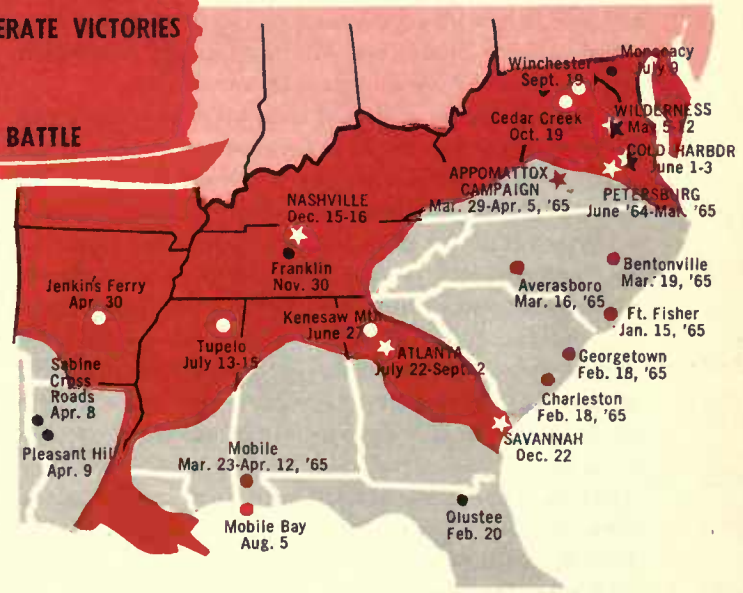 ERATE VICTORIES
BATTLE
Monocacy
July 9
Winchester
Sept. 19
WILDERNESS
May 5-12
Cedar Creek
Oct. 19
COLD HARBOR
June 1-3
APPOMATTOX
CAMPAIGN
Mar. 29-Apr. 5, '65
PETERSBURG
June '64-Mar. '65
NASHVILLE
Dec. 15-16
Franklin
Nov. 30
Bentonville
Mar. 19, '65
Averasboro
Mar. 16, '65
Jenkin's Ferry
Apr. 30
Kenesaw Mtn.
June 27
Ft. Fisher
Jan. 15, '65
Tupelo
July 13-15
ATLANTA
July 22-Sept. 2
Georgetown
Feb. 18, '65
Sabine
Cross
Roads
Apr. 8
Charleston
Feb. 18, '65
Pleasant Hill
Apr. 9
Mobile
Mar. 23-Apr. 12, '65
SAVANNAH
Dec. 22
Mobile Bay
Aug. 5
Olustee
Feb. 20